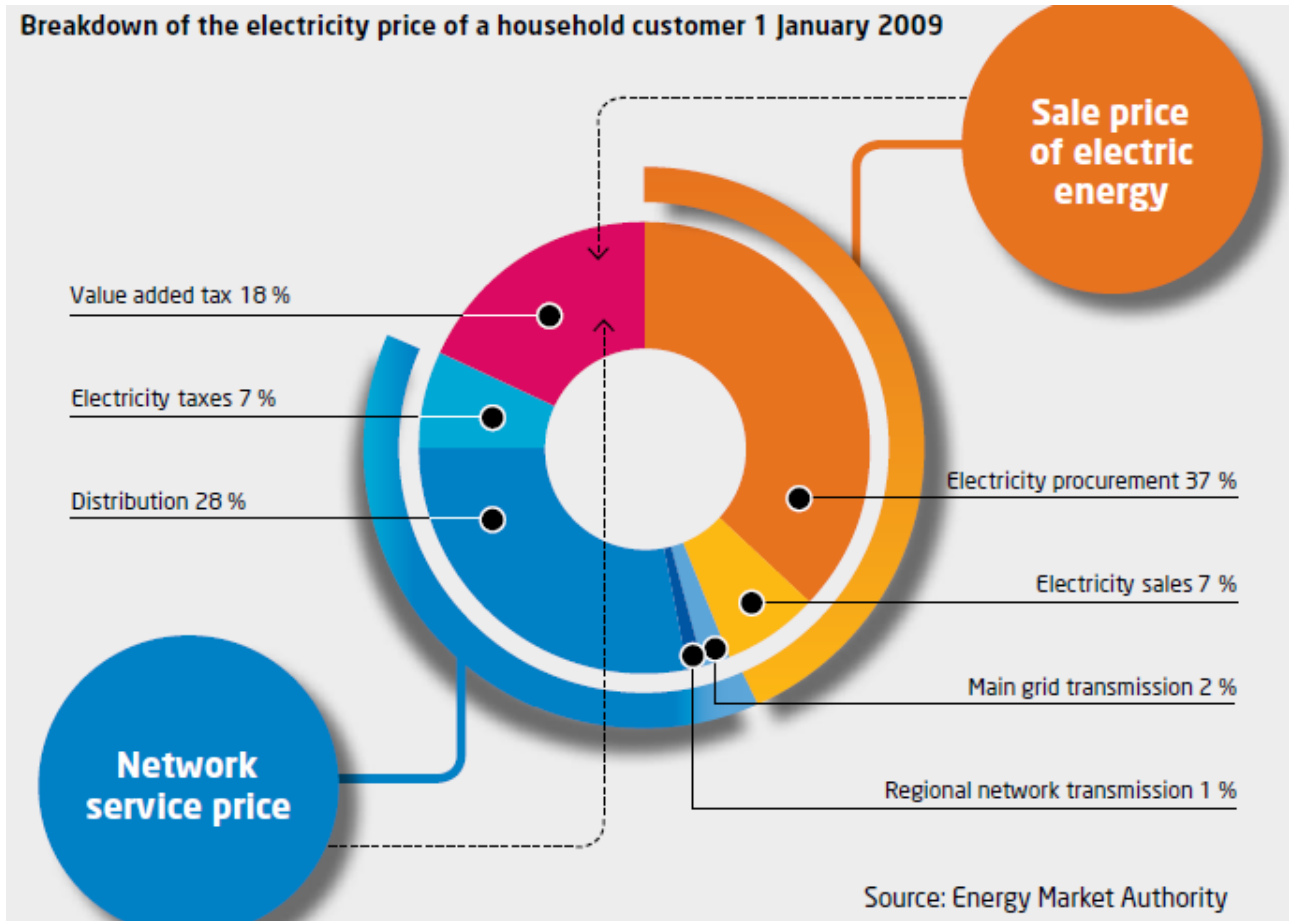 Breakdown of the electricity price of a household customer 1 January 2009
Sale price
of electric
energy
Value added tax 18 %
Electricity taxes 7 %
Distribution 28 %
Electricity procurement 37 %
Electricity sales 7 %
Main grid transmission 2 %
Regional network transmission 1 %
Network
service price
Source: Energy Market Authority